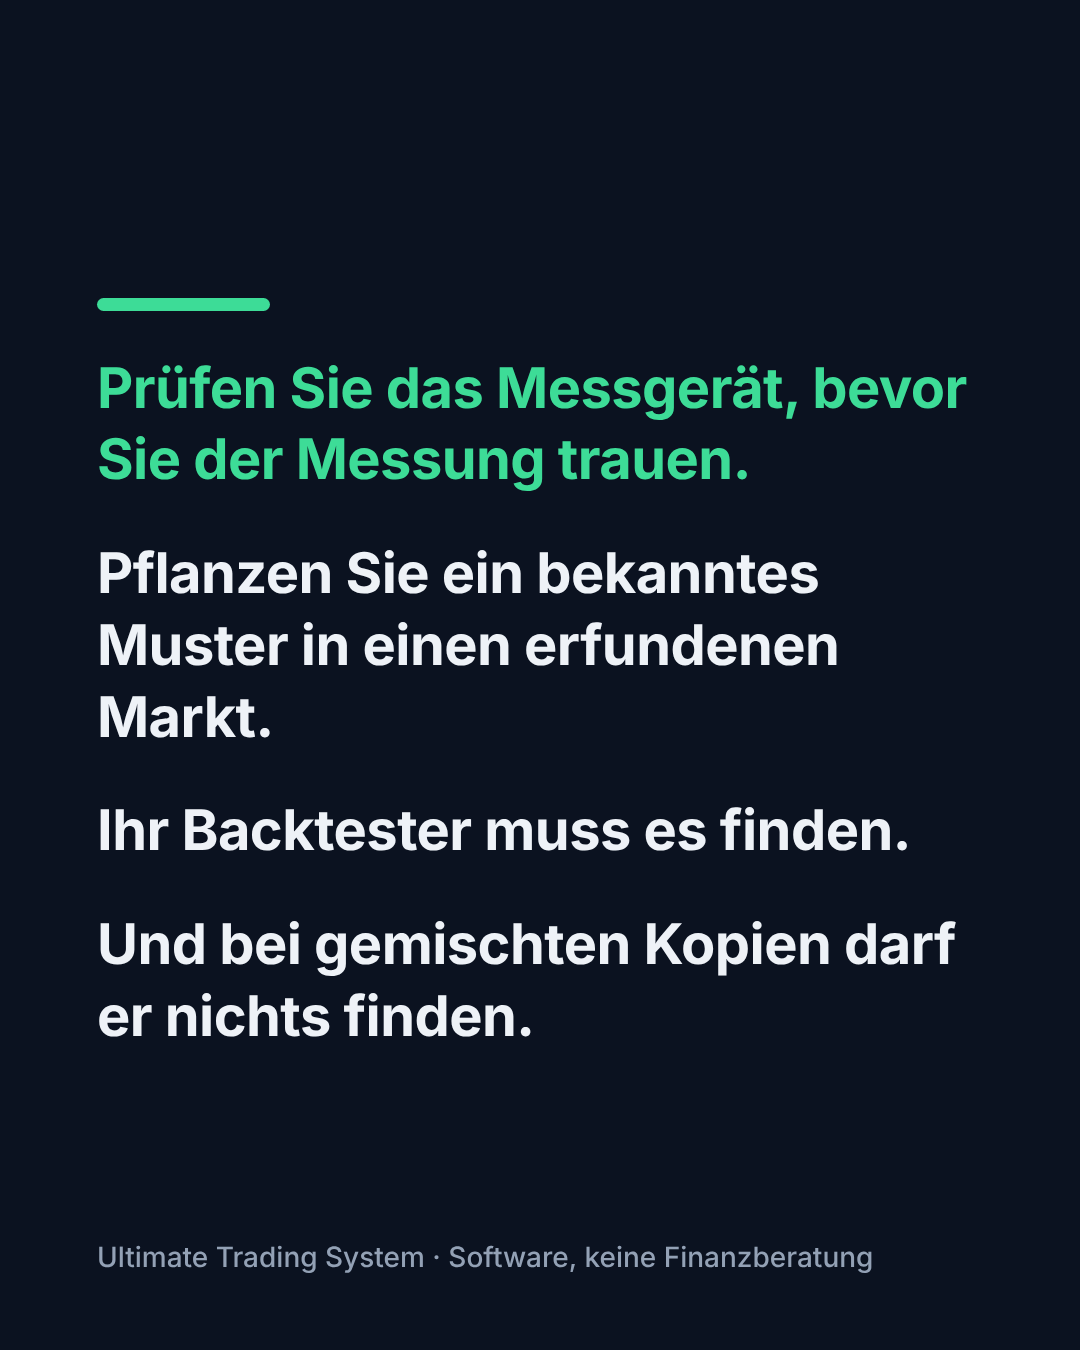 Prüfen Sie das Messgerät, bevor
Sie der Messung trauen.
Pflanzen Sie ein bekanntes
Muster in einen erfundenen
Markt.
Ihr Backtester muss es finden.
Und bei gemischten Kopien darf
er nichts finden.
Ultimate Trading System · Software, keine Finanzberatung